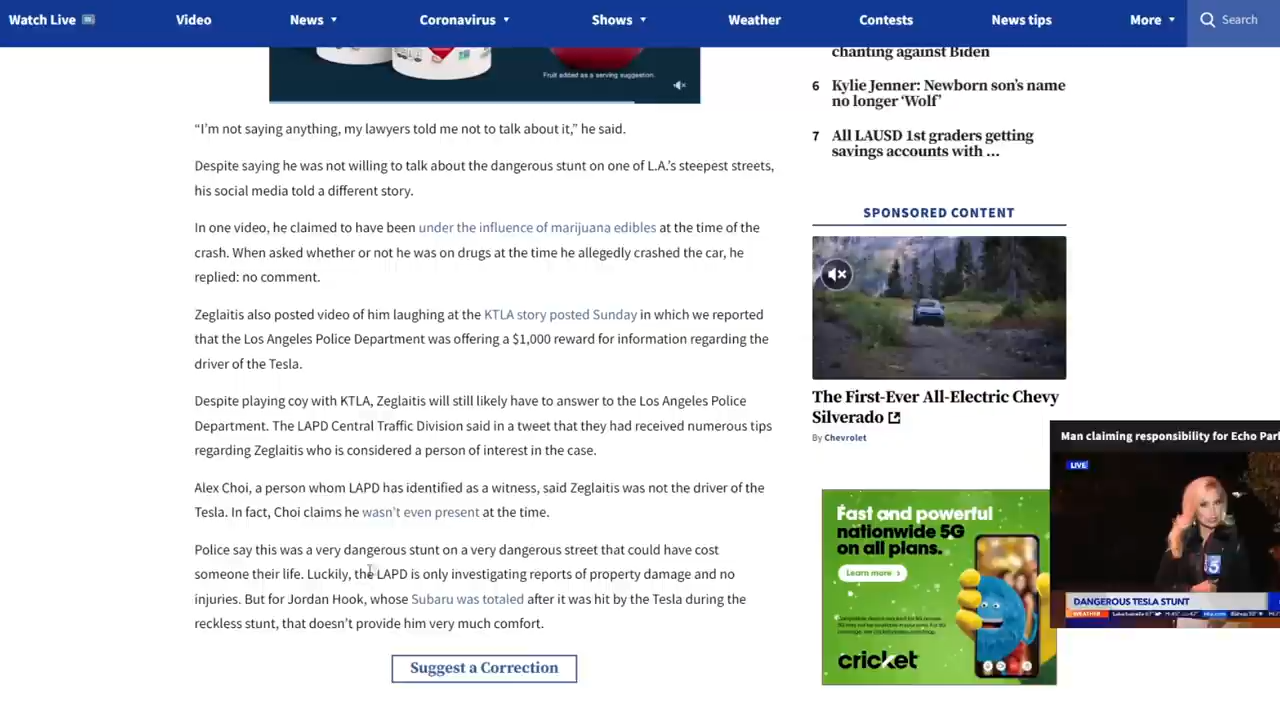 Watch Live
Video
News
Coronavirus
Shows
Weather
Contests
News tips
More
Search
Fruit added as a serving suggestion.
“I’m not saying anything, my lawyers told me not to talk about it,” he said.
Despite saying he was not willing to talk about the dangerous stunt on one of L.A.’s steepest streets,
his social media told a different story.
In one video, he claimed to have been under the influence of marijuana edibles at the time of the
crash. When asked whether or not he was on drugs at the time he allegedly crashed the car, he
replied: no comment.
Zeglaitis also posted video of him laughing at the KTLA story posted Sunday in which we reported
that the Los Angeles Police Department was offering a $1,000 reward for information regarding the
driver of the Tesla.
Despite playing coy with KTLA, Zeglaitis will still likely have to answer to the Los Angeles Police
Department. The LAPD Central Traffic Division said in a tweet that they had received numerous tips
regarding Zeglaitis who is considered a person of interest in the case.
Alex Choi, a person whom LAPD has identified as a witness, said Zeglaitis was not the driver of the
Tesla. In fact, Choi claims he wasn’t even present at the time.
Police say this was a very dangerous stunt on a very dangerous street that could have cost
someone their life. Luckily, the LAPD is only investigating reports of property damage and no
injuries. But for Jordan Hook, whose Subaru was totaled after it was hit by the Tesla during the
reckless stunt, that doesn’t provide him very much comfort.
Suggest a Correction
chanting against Biden
6 Kylie Jenner: Newborn son’s name
no longer ‘Wolf’
7 All LAUSD 1st graders getting
savings accounts with ...
SPONSORED CONTENT
The First-Ever All-Electric Chevy
Silverado
By Chevrolet
Fast and powerful
nationwide 5G
on all plans.
Learn more >
cricket
Man claiming responsibility for Echo Par
LIVE
5
DANGEROUS TESLA STUNT
WEATHER